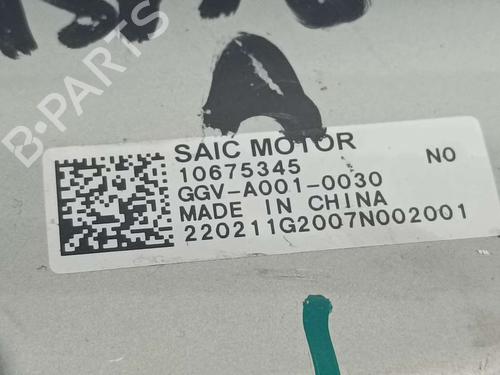 B-PARTS
A
SAIC MOTOR
10675345 N0
GGV-A001-0030
MADE IN CHINA
220211G2007N002001